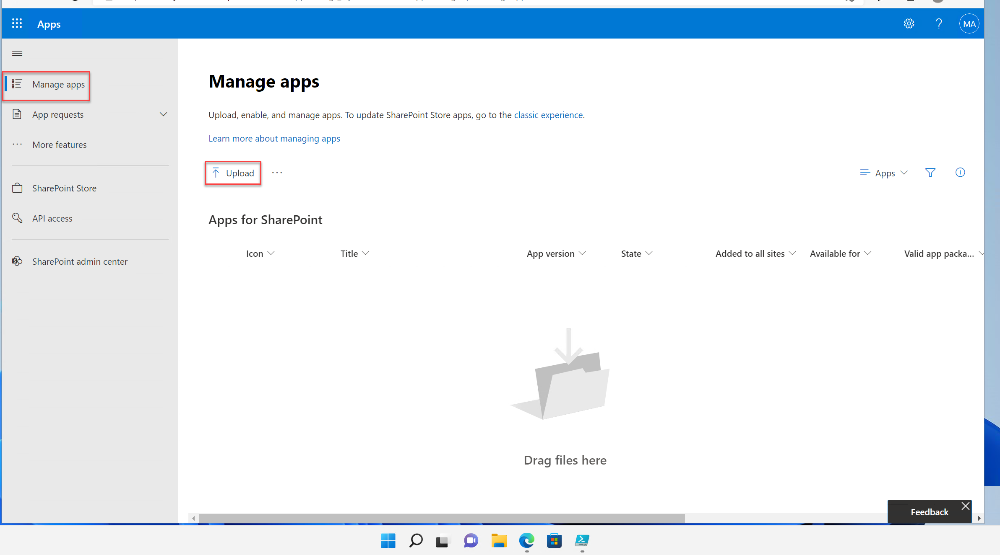 Apps
MA
Manage apps
App requests
More features
SharePoint Store
API access
SharePoint admin center
Manage apps
Upload, enable, and manage apps. To update SharePoint Store apps, go to the classic experience.
Learn more about managing apps
Upload
Apps
Apps for SharePoint
Icon Title App version State Added to all sites Available for Valid app packa...
Drag files here
Feedback